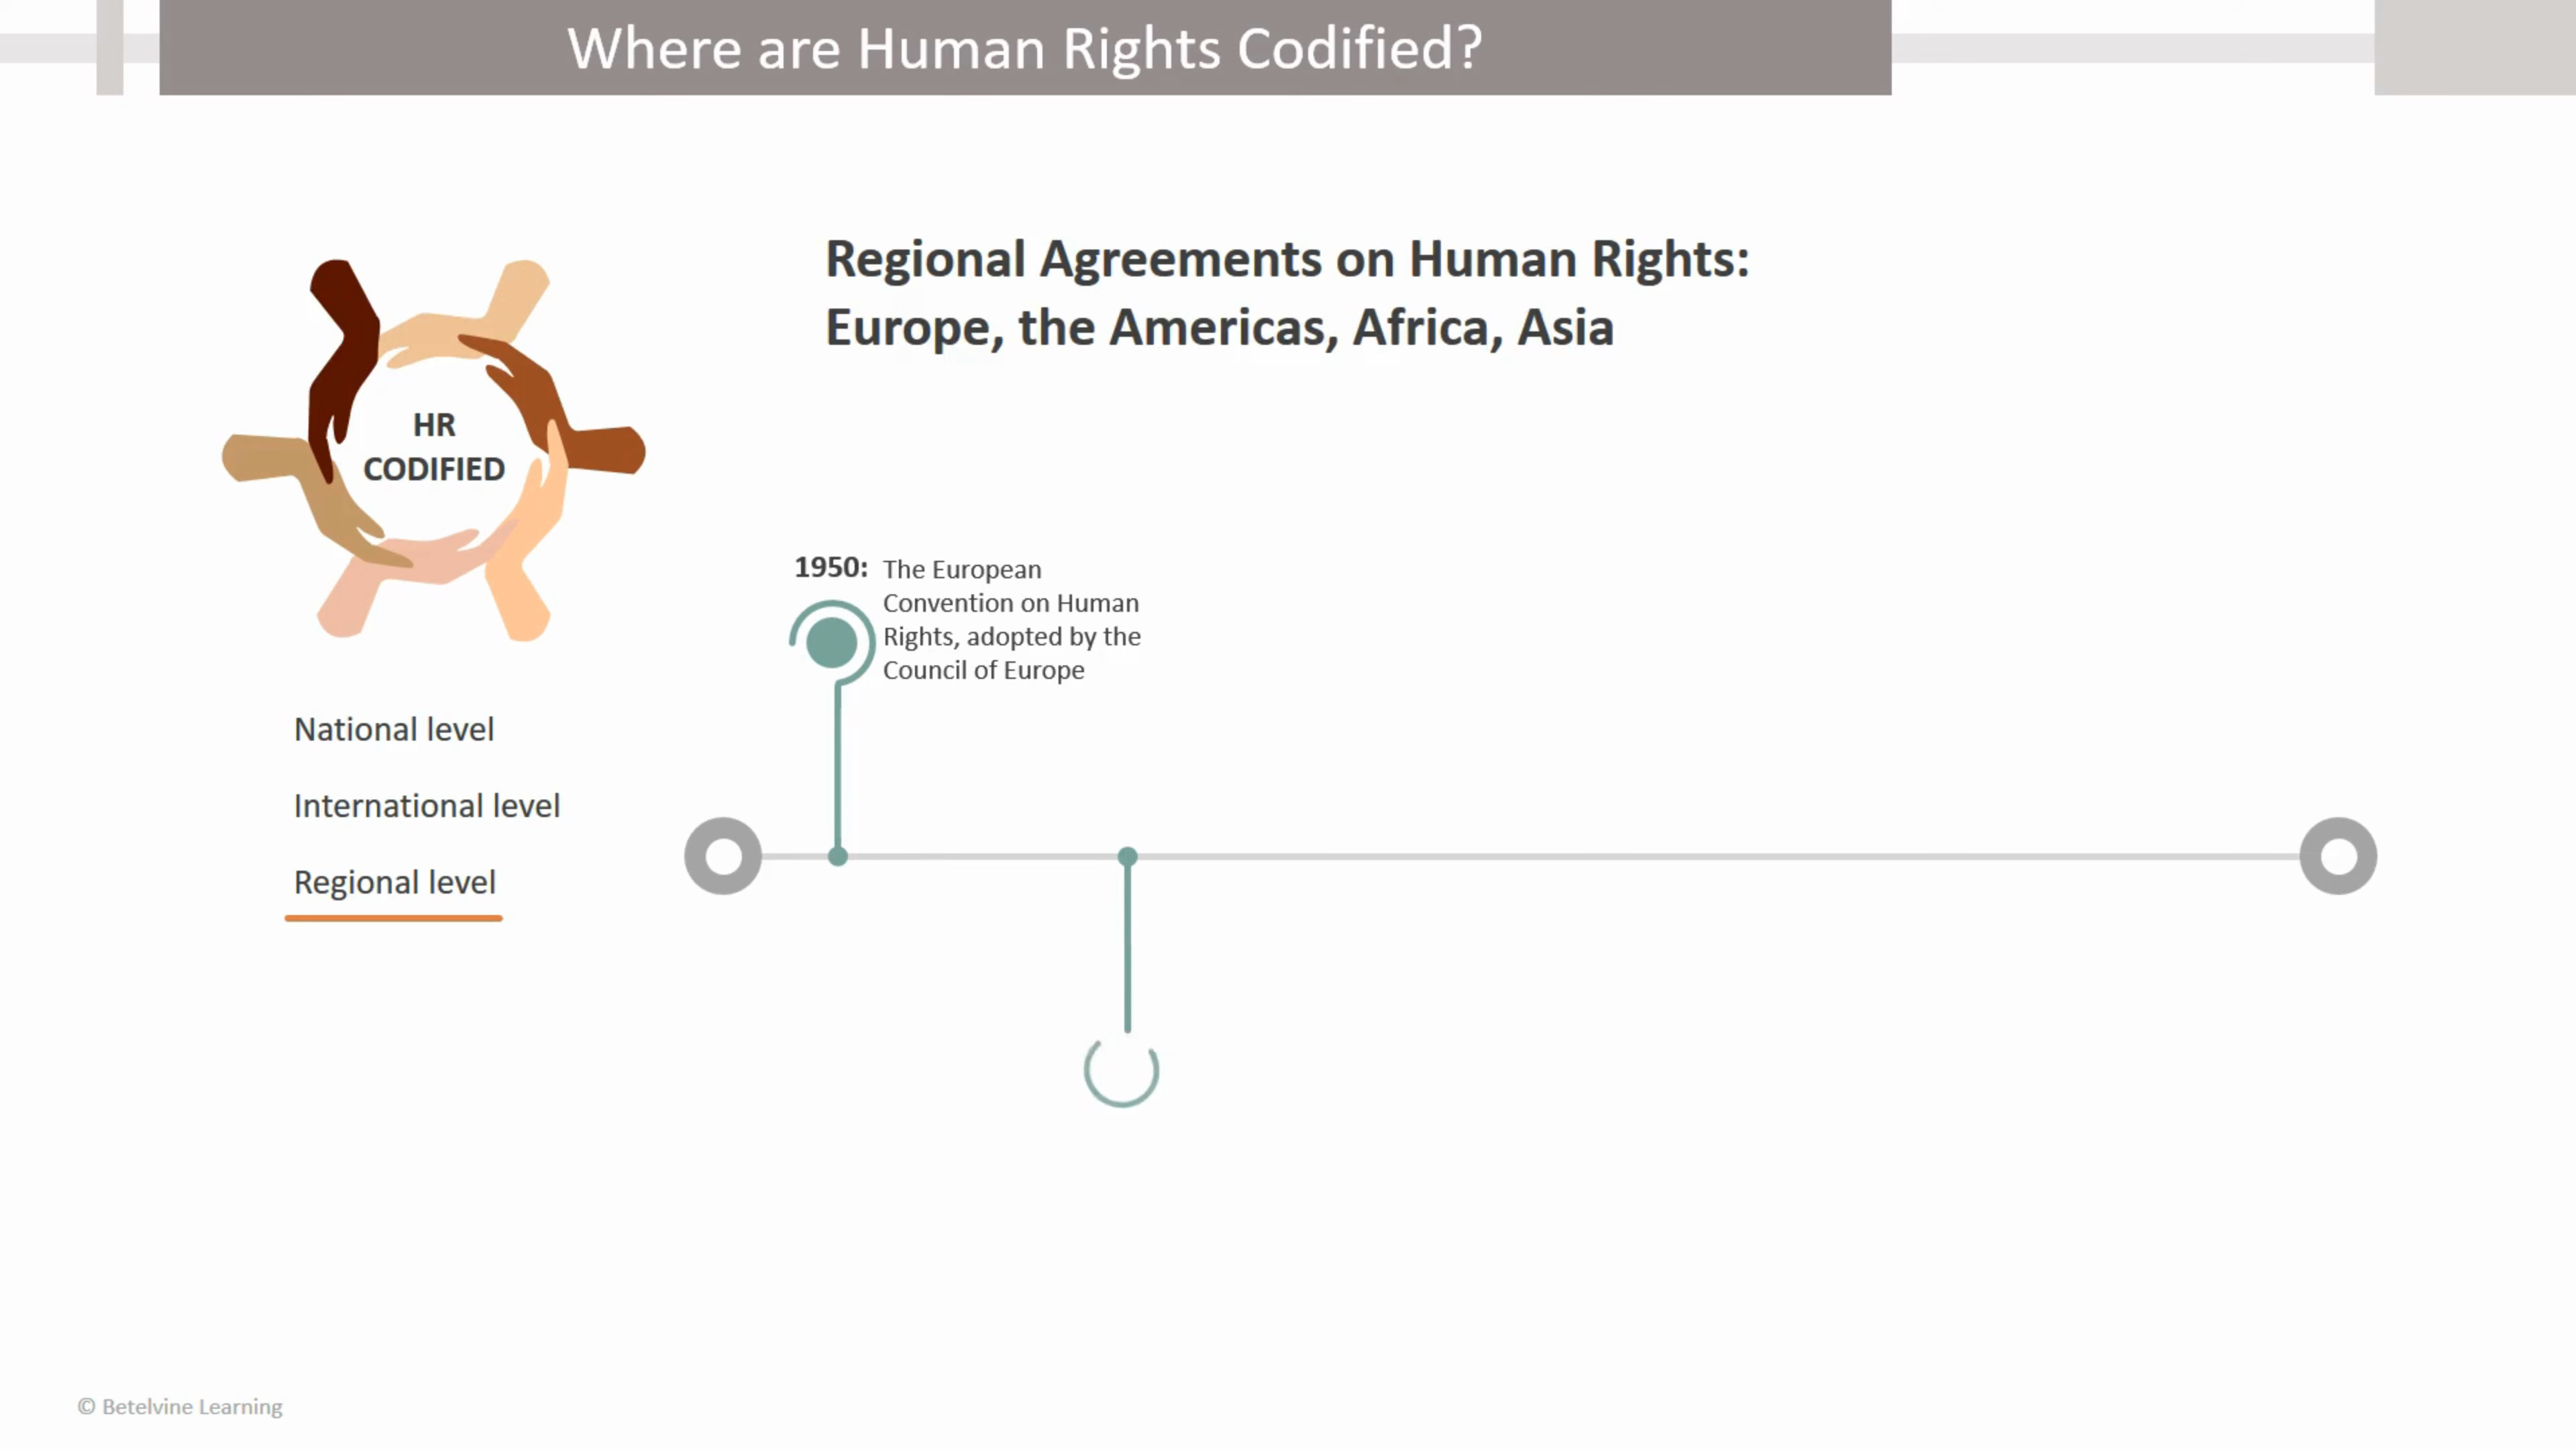 Where are Human Rights Codified?
Regional Agreements on Human Rights:
Europe, the Americas, Africa, Asia
HR
CODIFIED
1950: The European
Convention on Human
Rights, adopted by the
Council of Europe
National level
International level
Regional level
© Betelvine Learning